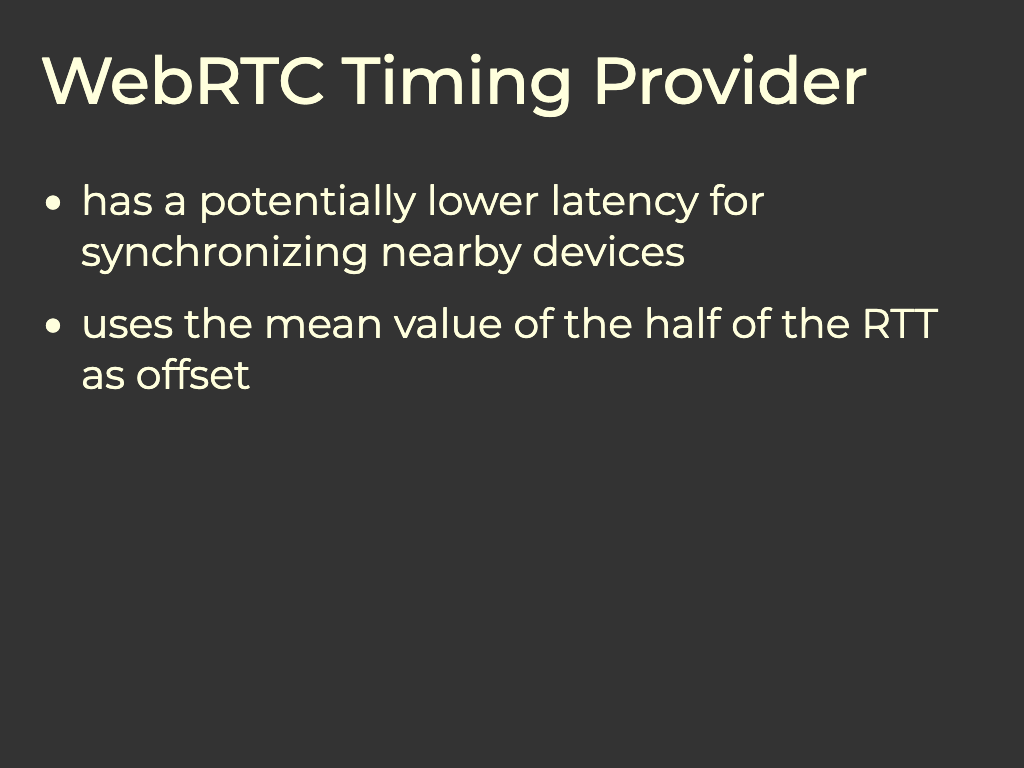 WebRTC Timing Provider
• has a potentially lower latency for
synchronizing nearby devices
• uses the mean value of the half of the RTT
as offset